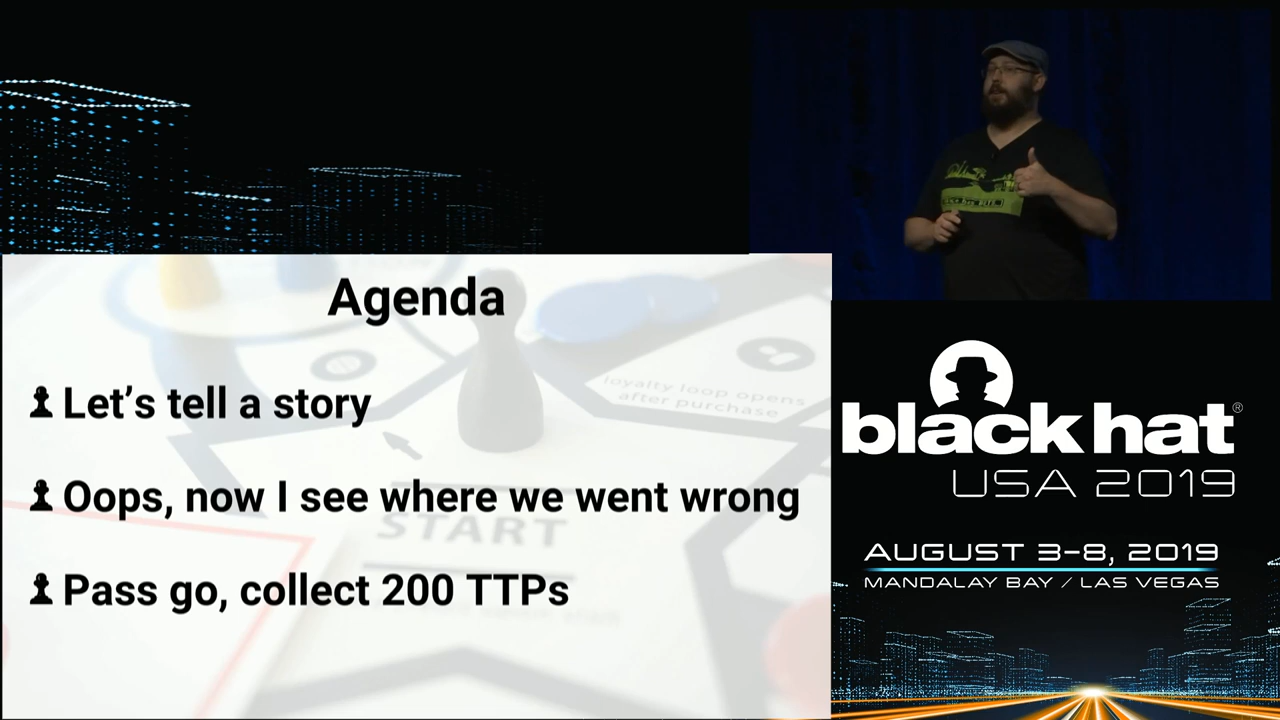 Agenda
Let's tell a story
Oops, now I see where we went wrong
Pass go, collect 200 TTPs
loyalty loop opens
after purchase
START
black hat®
USA 2019
AUGUST 3-8, 2019
MANDALAY BAY / LAS VEGAS